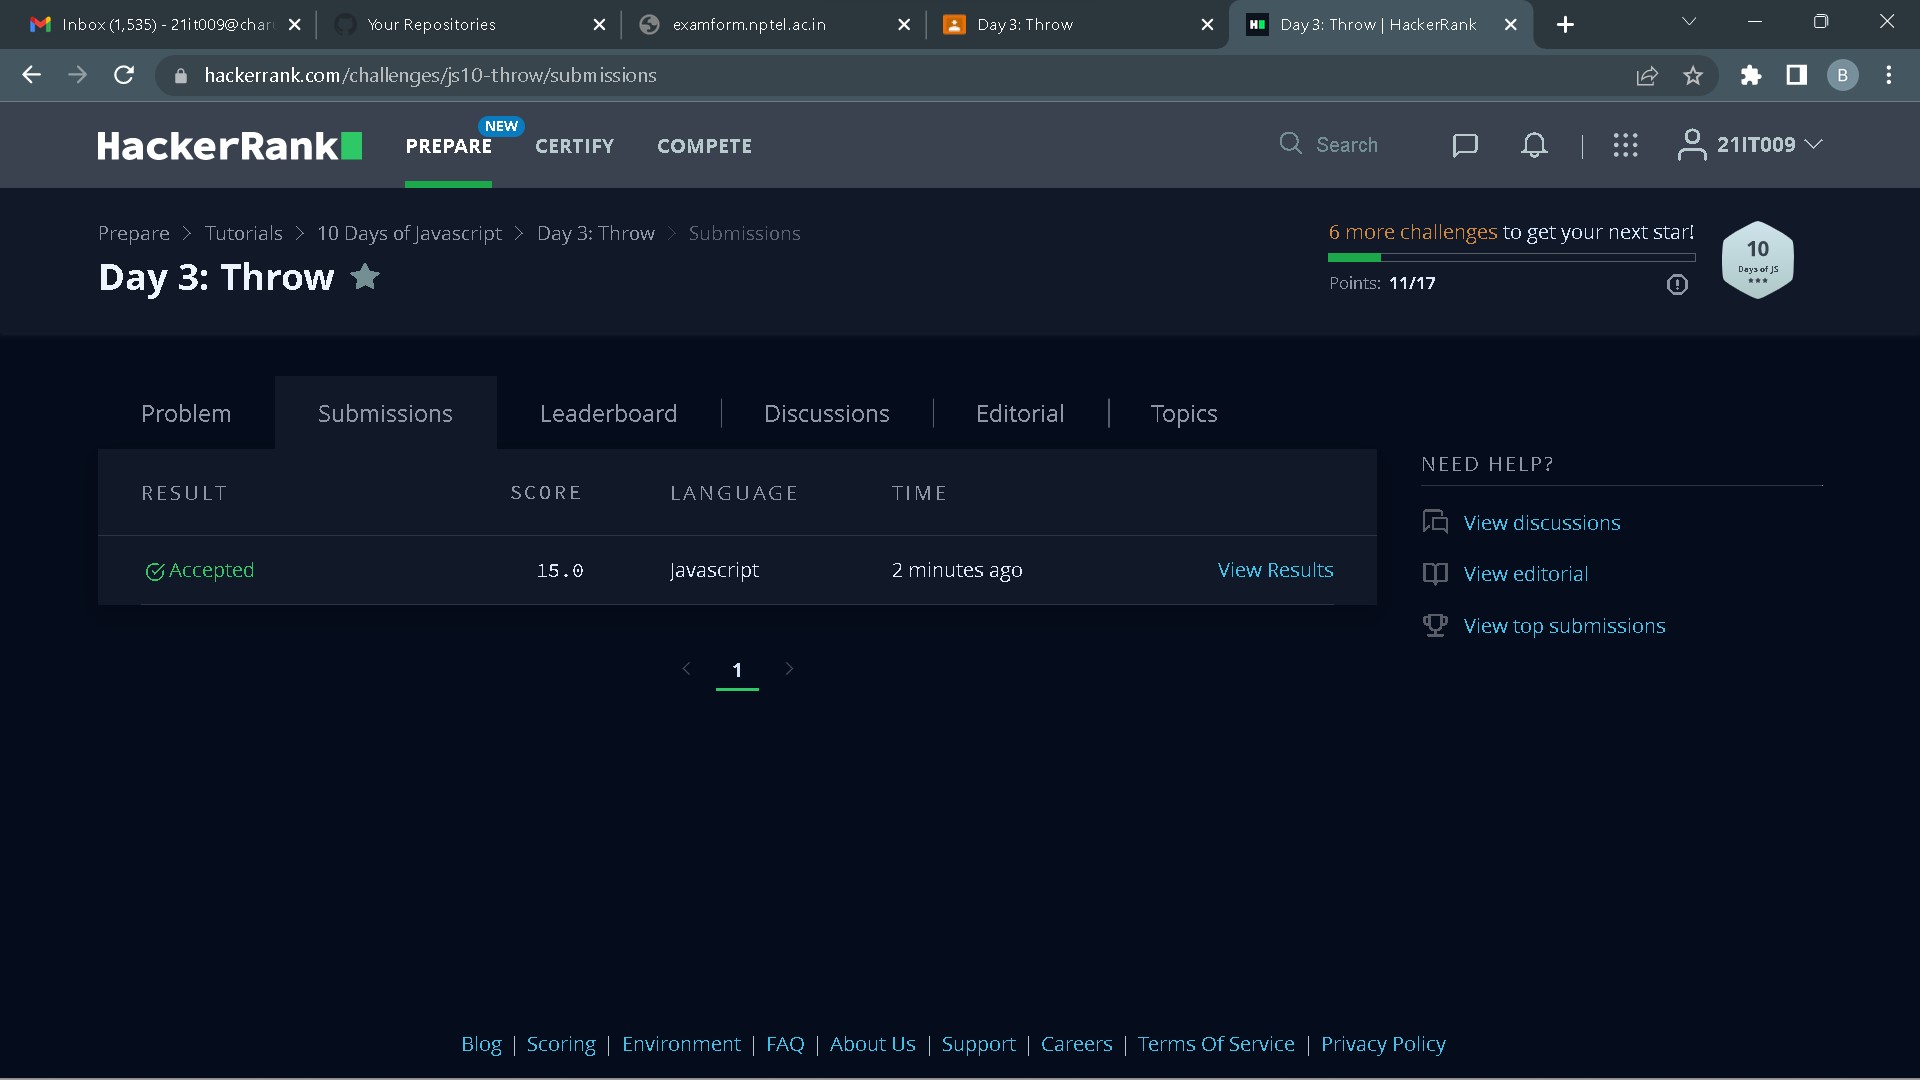 Inbox (1,535) - 21it009@char
Your Repositories
examform.nptel.ac.in
Day 3: Throw
Day 3: Throw | HackerRank
hackerrank.com/challenges/js10-throw/submissions
B
HackerRank
PREPARE
NEW
CERTIFY
COMPETE
Search
21IT009
Prepare > Tutorials > 10 Days of Javascript > Day 3: Throw > Submissions
Day 3: Throw
6 more challenges to get your next star!
Points: 11/17
10
Days of JS
Problem
Submissions
Leaderboard
Discussions
Editorial
Topics
RESULT SCORE LANGUAGE TIME
Accepted 15.0 Javascript 2 minutes ago View Results
1
NEED HELP?
View discussions
View editorial
View top submissions
Blog | Scoring | Environment | FAQ | About Us | Support | Careers | Terms Of Service | Privacy Policy